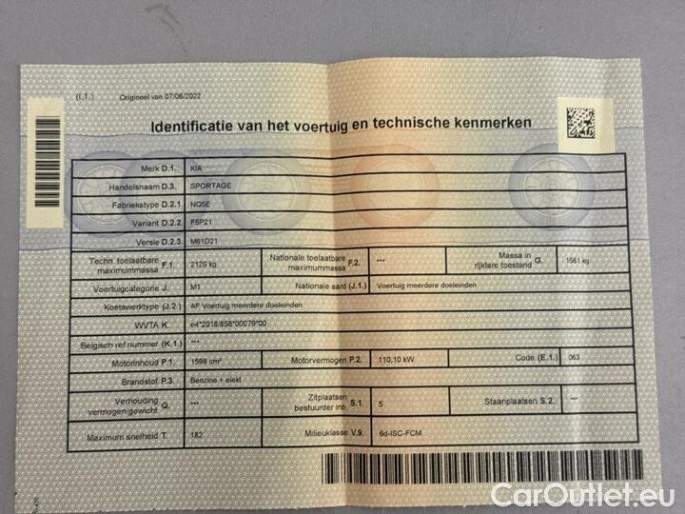 (I.1.) Origineel van 07/06/2022
Identificatie van het voertuig en technische kenmerken
Merk D.1. KIA
Handelsnaam D.3. SPORTAGE
Fabriekstype D.2.1. NQ5E
Variant D.2.2. F5P21
Versie D.2.3. M61D21
Techn. toelaatbare maximummassa F.1. 2120 kg Nationale toelaatbare maximummassa F.2. *** Massa in rijklare toestand G. 1561 kg
Voertuigcategorie J. M1 Nationale aard (J.1.) Voertuig meerdere doeleinden
Koetswerktype (J.2.) AF Voertuig meerdere doeleinden
WVTA K. e4*2018/858*00079*00
Belgisch ref nummer (K.1.) ***
Motorinhoud P.1. 1598 cm³ Motorvermogen P.2. 110,10 kW Code (E.1.) 063
Brandstof P.3. Benzine + elekt
Verhouding vermogen/gewicht Q. *** Zitplaatsen bestuurder inb. S.1. 5 Staanplaatsen S.2. ***
Maximum snelheid T. 182 Milieuklasse V.9. 6d-ISC-FCM
CarOutlet.eu